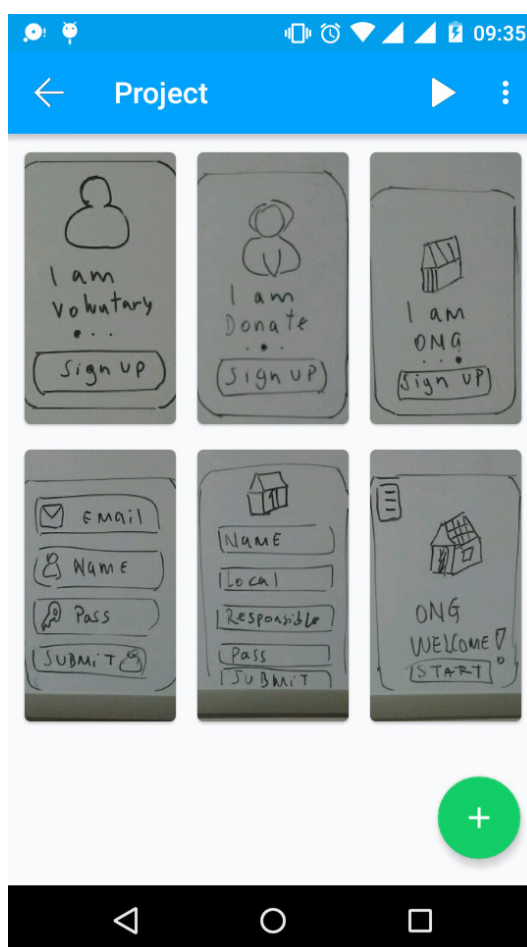 09:35
Project
I am
Voluntary
Sign UP
I am
Donate
Sign UP
I am
ONG
Sign UP
EMail
NAME
Pass
SUBMiT
NAME
Local
Responsible
Pass
SUBMiT
ONG
WELCOME!
START